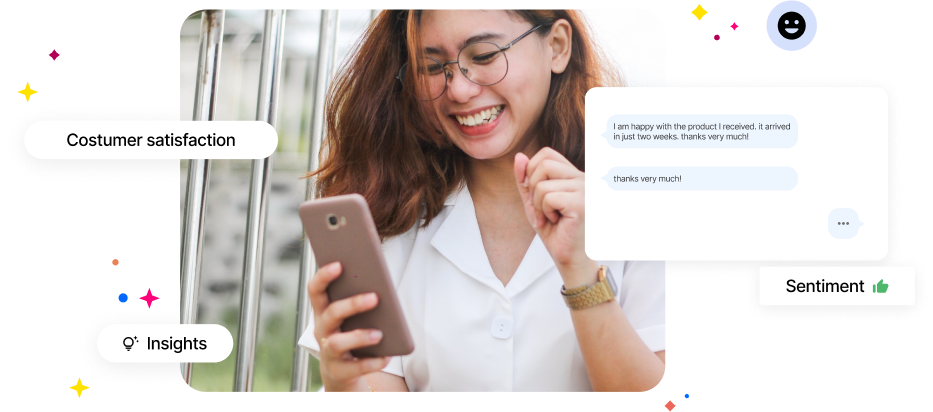 Costumer satisfaction
I am happy with the product I received. it arrived
in just two weeks. thanks very much!
thanks very much!
Sentiment
Insights